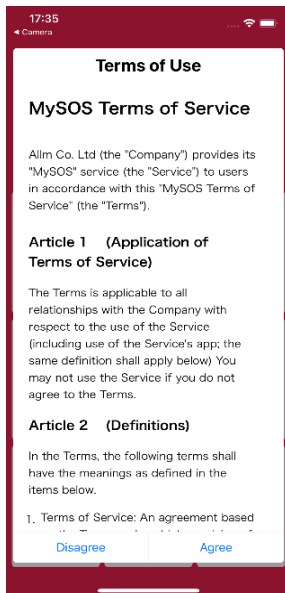 17:35
◀ Camera
Terms of Use
MySOS Terms of Service
Allm Co. Ltd (the "Company") provides its
"MySOS" service (the "Service") to users
in accordance with this "MySOS Terms of
Service" (the "Terms").
Article 1 (Application of
Terms of Service)
The Terms is applicable to all
relationships with the Company with
respect to the use of the Service
(including use of the Service's app; the
same definition shall apply below) You
may not use the Service if you do not
agree to the Terms.
Article 2 (Definitions)
In the Terms, the following terms shall
have the meanings as defined in the
items below.
1. Terms of Service: An agreement based
Disagree
Agree